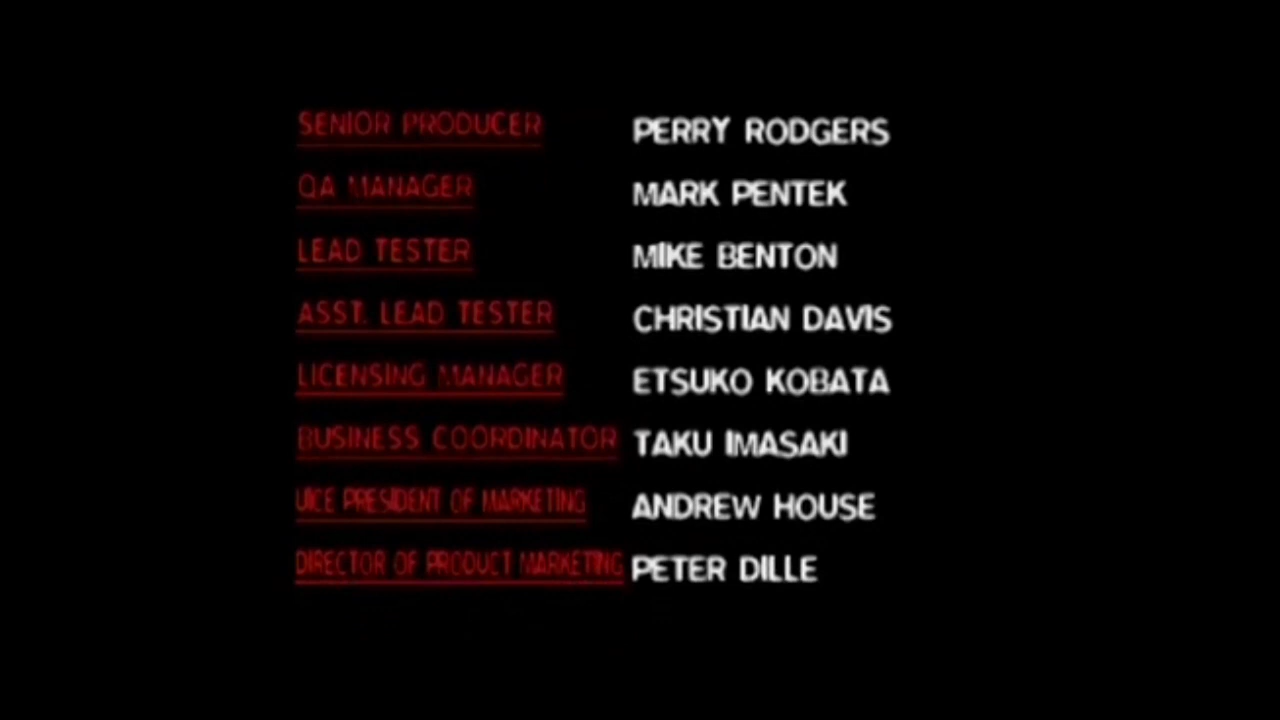 SENIOR PRODUCER PERRY RODGERS
QA MANAGER MARK PENTEK
LEAD TESTER MIKE BENTON
ASST. LEAD TESTER CHRISTIAN DAVIS
LICENSING MANAGER ETSUKO KOBATA
BUSINESS COORDINATOR TAKU IMASAKI
VICE PRESIDENT OF MARKETING ANDREW HOUSE
DIRECTOR OF PRODUCT MARKETING PETER DILLE